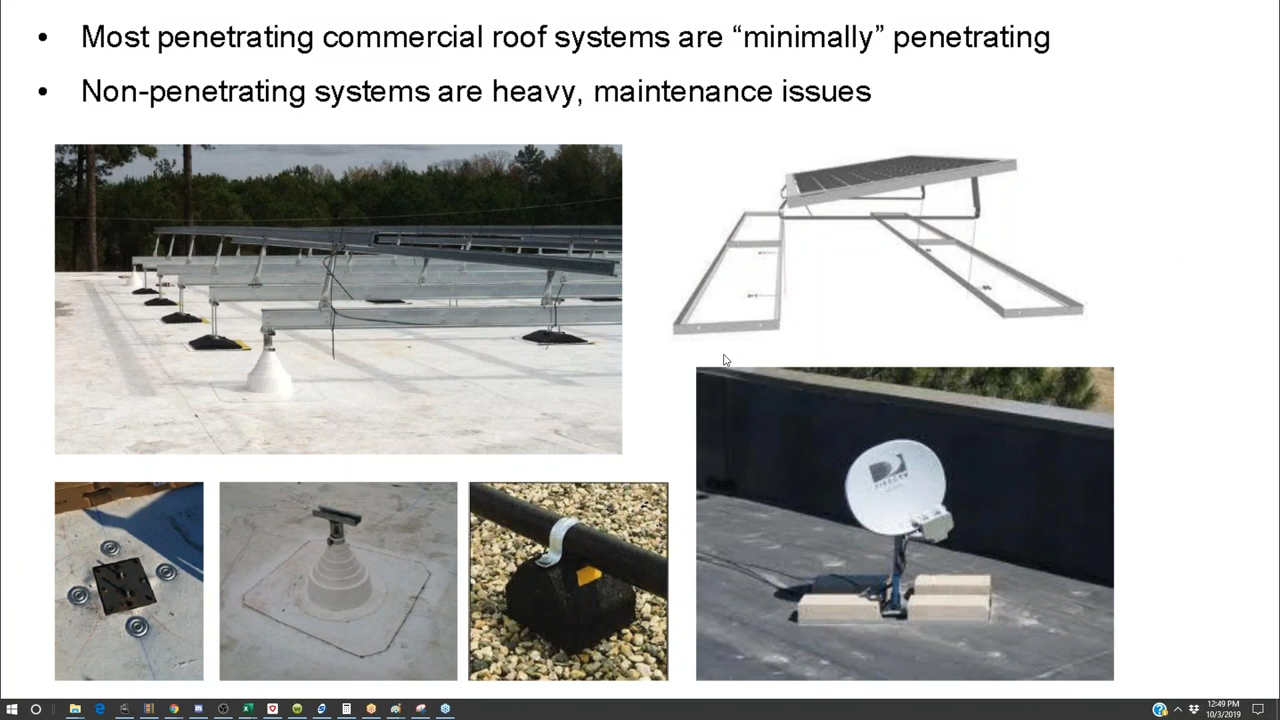 • Most penetrating commercial roof systems are “minimally” penetrating
• Non-penetrating systems are heavy, maintenance issues
DIRECTV
12:49 PM
10/3/2019